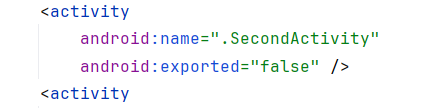 <activity
android:name=".SecondActivity"
android:exported="false" />
<activity